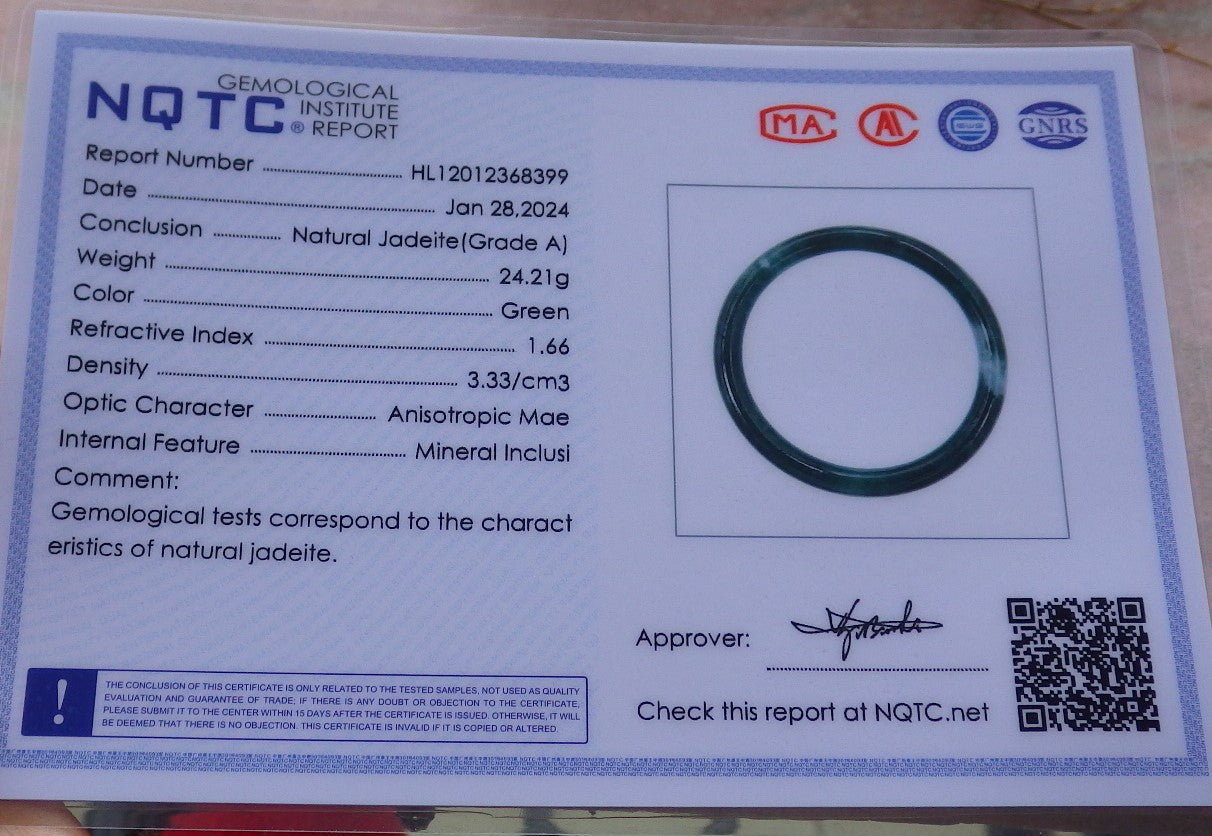 NQTC®
GEMOLOGICAL
INSTITUTE
REPORT
Report Number HL12012368399
Date Jan 28,2024
Conclusion Natural Jadeite(Grade A)
Weight 24.21g
Color Green
Refractive Index 1.66
Density 3.33/cm3
Optic Character Anisotropic Mae
Internal Feature Mineral Inclusi
Comment:
Gemological tests correspond to the charact
eristics of natural jadeite.
!
THE CONCLUSION OF THIS CERTIFICATE IS ONLY RELATED TO THE TESTED SAMPLES, NOT USED AS QUALITY
EVALUATION AND GUARANTEE OF TRADE; IF THERE IS ANY DOUBT OR OBJECTION TO THE CERTIFICATE,
PLEASE SUBMIT IT TO THE CENTER WITHIN 15 DAYS AFTER THE CERTIFICATE IS ISSUED. OTHERWISE, IT WILL
BE DEEMED THAT THERE IS NO OBJECTION. THIS CERTIFICATE IS INVALID IF IT IS COPIED OR ALTERED.
MA
GNRS
Approver:
Check this report at NQTC.net